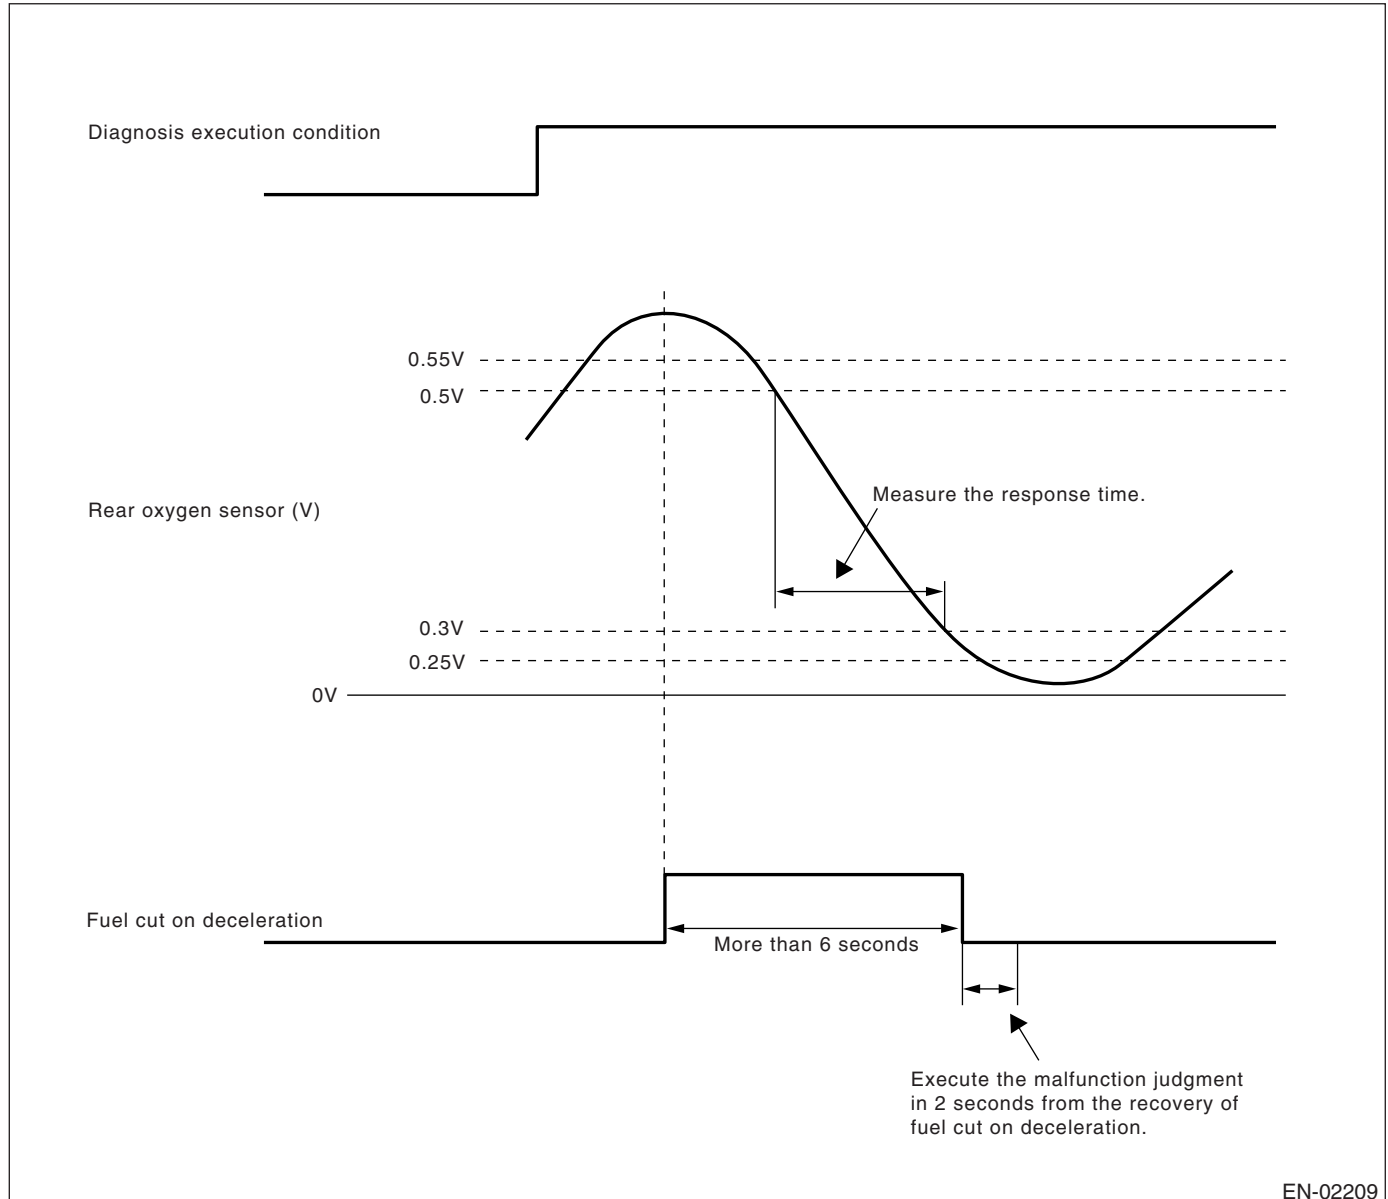 Diagnosis execution condition
0.55V
0.5V
Measure the response time.
Rear oxygen sensor (V)
0.3V
0.25V
0V
Fuel cut on deceleration
More than 6 seconds
Execute the malfunction judgment
in 2 seconds from the recovery of
fuel cut on deceleration.
EN-02209